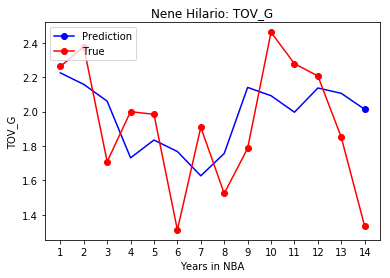 Nene Hilario: TOV_G
Prediction
True
TOV_G
2.4
2.2
2.0
1.8
1.6
1.4
1 2 3 4 5 6 7 8 9 10 11 12 13 14
Years in NBA